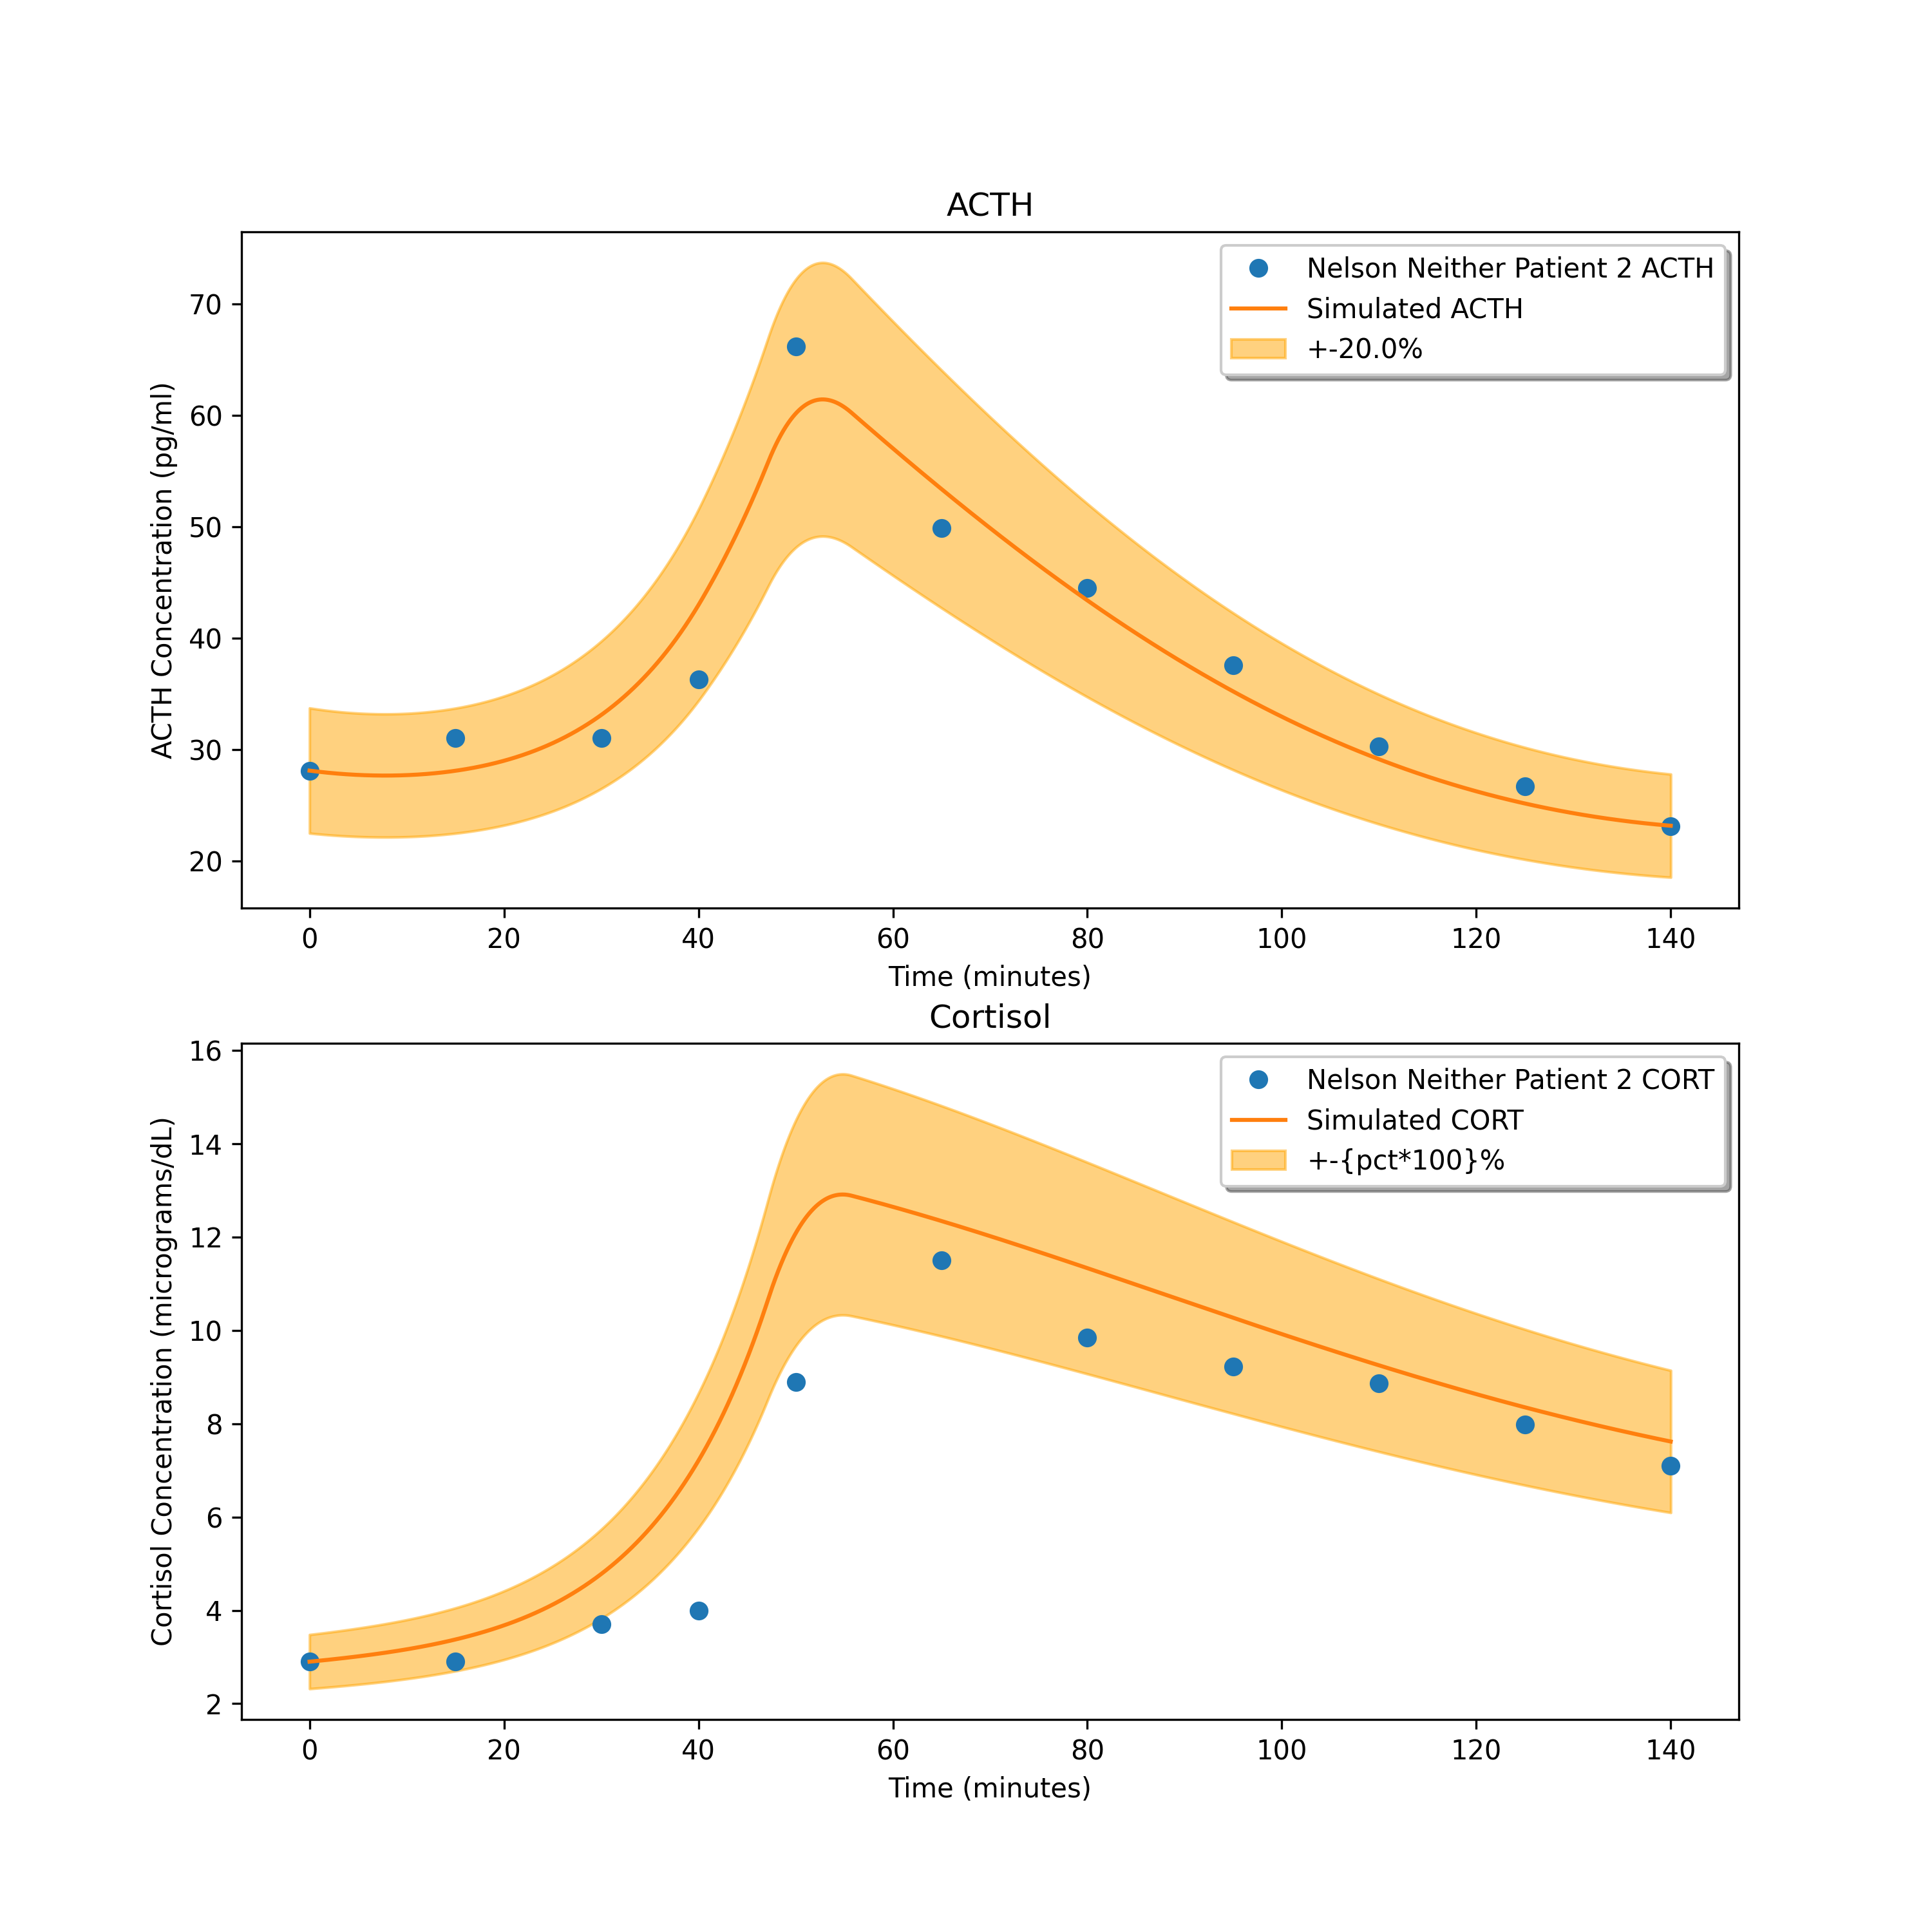 ACTH
Nelson Neither Patient 2 ACTH
Simulated ACTH
+-20.0%
ACTH Concentration (pg/ml)
70
60
50
40
30
20
0 20 40 60 80 100 120 140
Time (minutes)
Cortisol
Nelson Neither Patient 2 CORT
Simulated CORT
+-{pct*100}%
Cortisol Concentration (micrograms/dL)
16
14
12
10
8
6
4
2
0 20 40 60 80 100 120 140
Time (minutes)